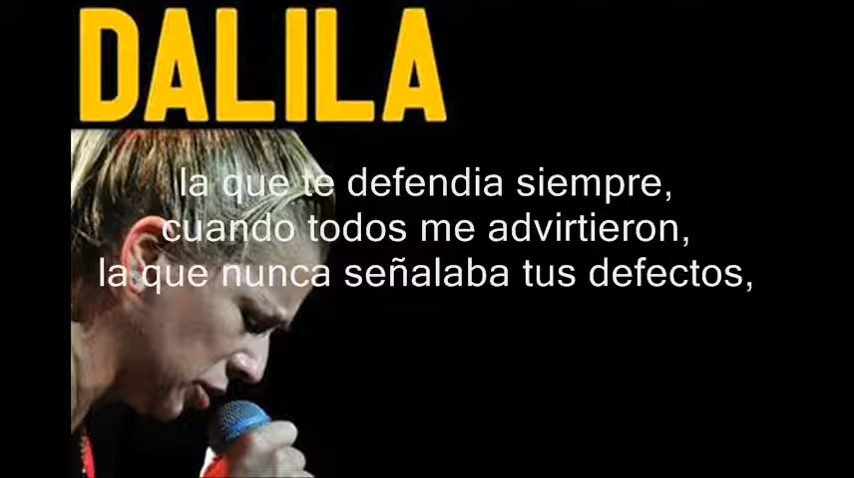 DALILA
la que te defendia siempre,
cuando todos me advirtieron,
la que nunca señalaba tus defectos,